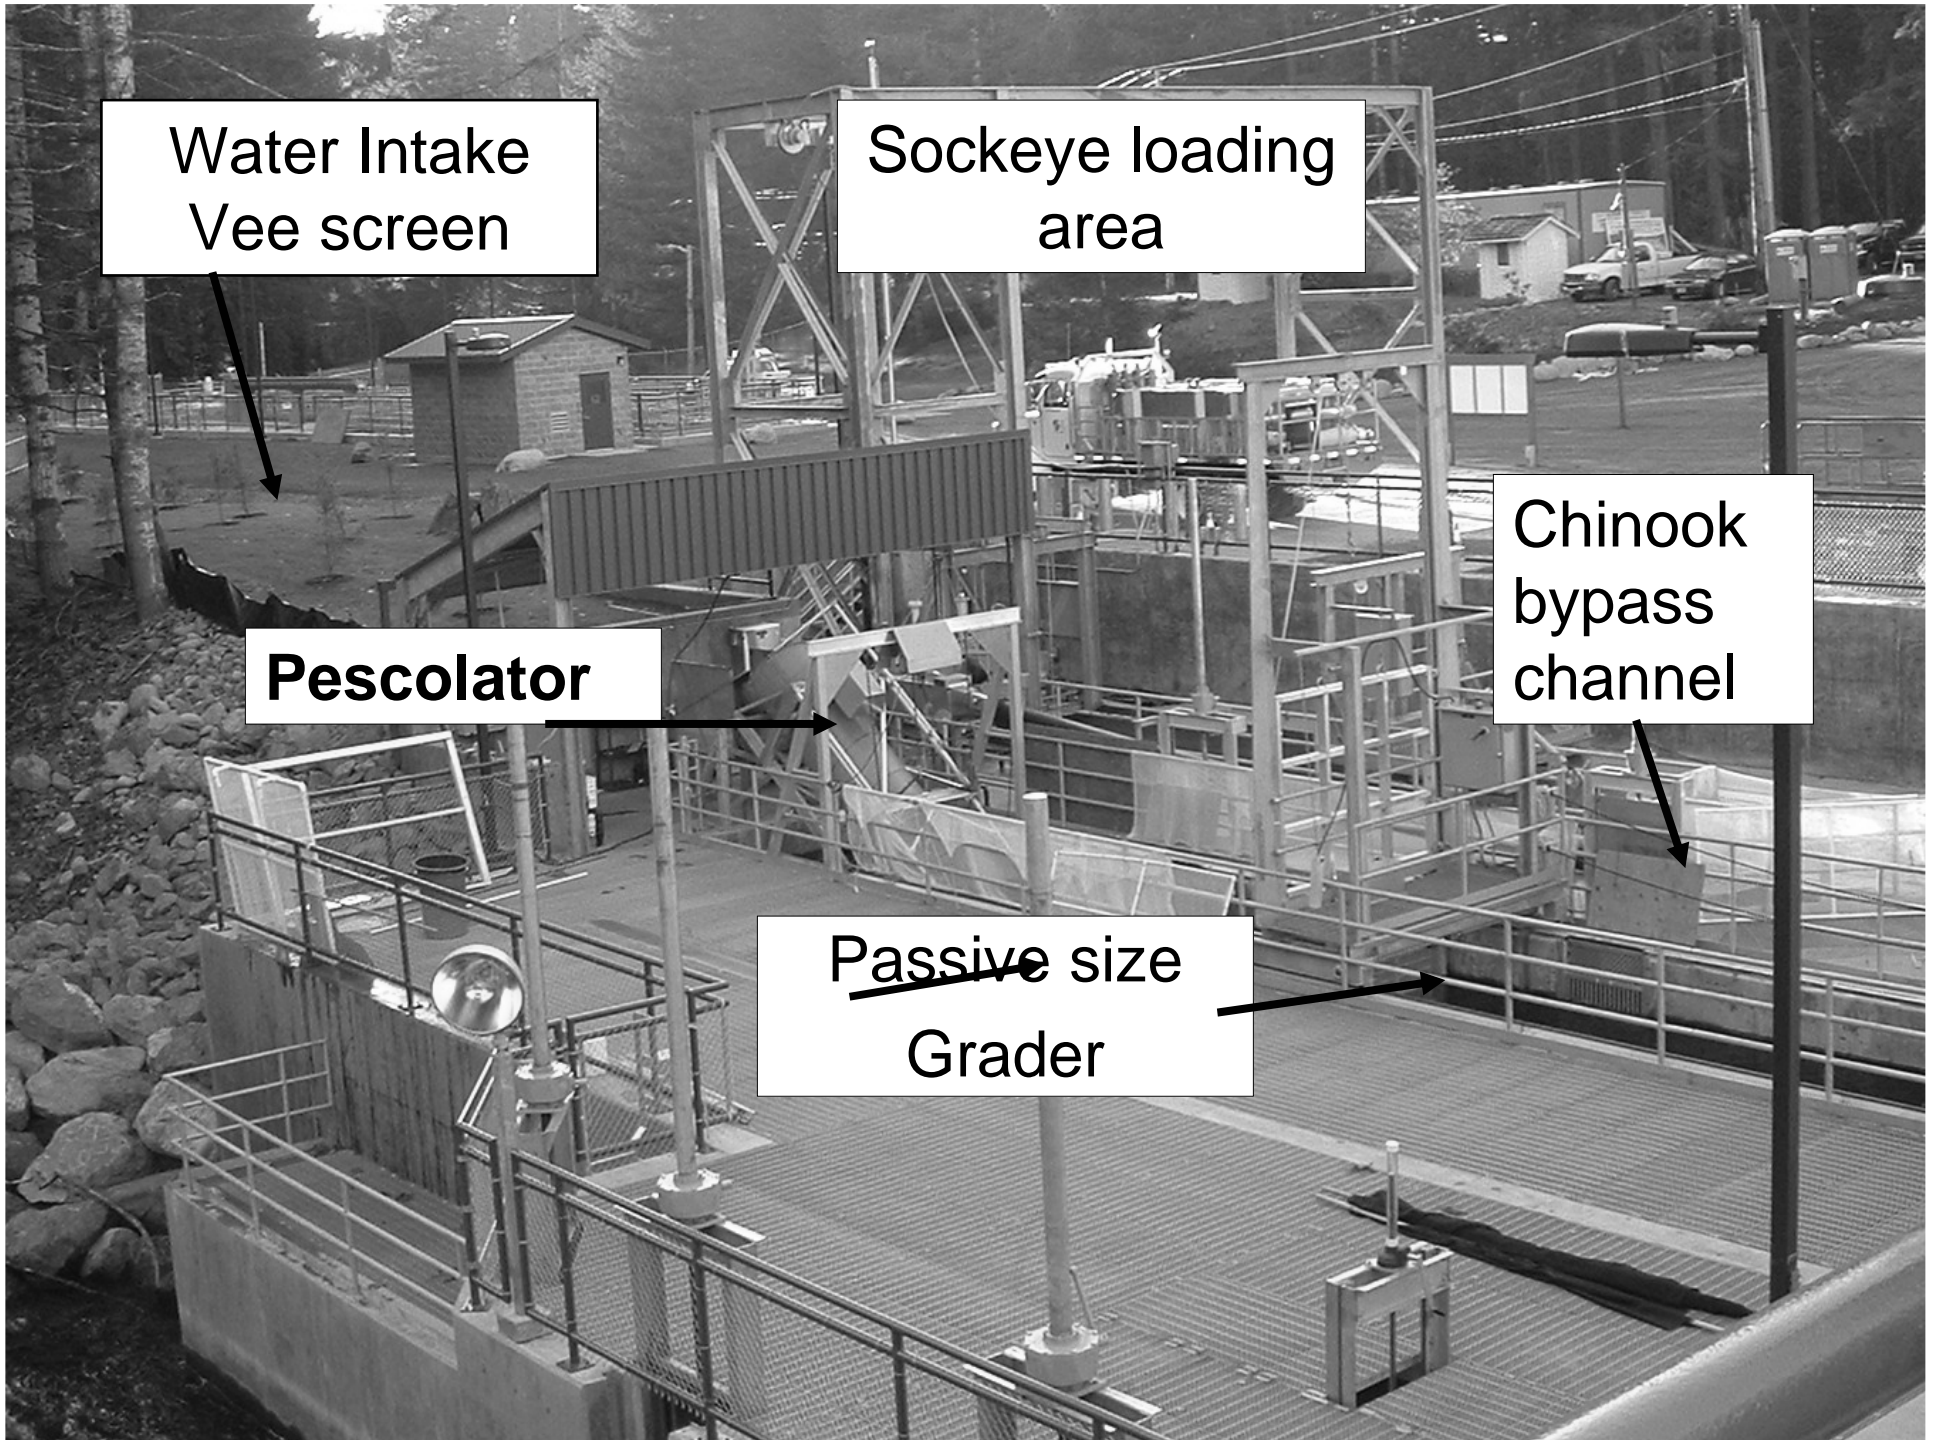 Water Intake
Vee screen
Sockeye loading
area
Chinook
bypass
channel
Pescolator
Passive size
Grader